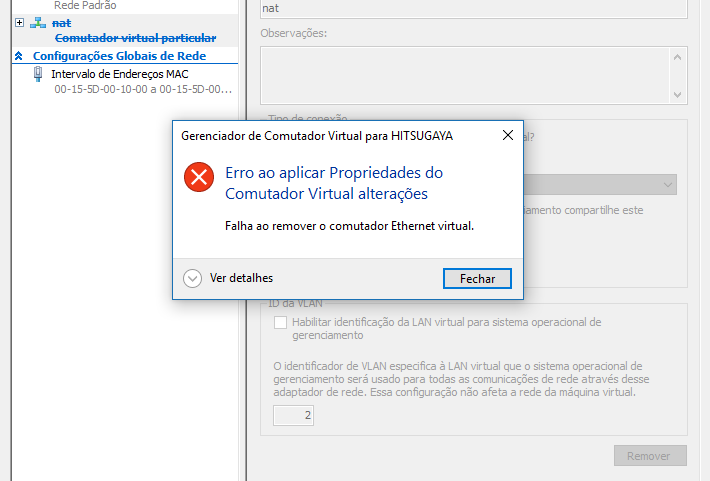 Rede Padrão
nat
nat
Comutador virtual particular
Observações:
Configurações Globais de Rede
Intervalo de Endereços MAC
00-15-5D-00-10-00 a 00-15-5D-00...
Tipo de conexão
Gerenciador de Comutador Virtual para HITSUGAYA
al?
Erro ao aplicar Propriedades do
Comutador Virtual alterações
iamento compartilhe este
Falha ao remover o comutador Ethernet virtual.
Ver detalhes
Fechar
ID da VLAN
Habilitar identificação da LAN virtual para sistema operacional de
gerenciamento
O identificador de VLAN especifica à LAN virtual que o sistema operacional de
gerenciamento será usado para todas as comunicações de rede através desse
adaptador de rede. Essa configuração não afeta a rede da máquina virtual.
2
Remover